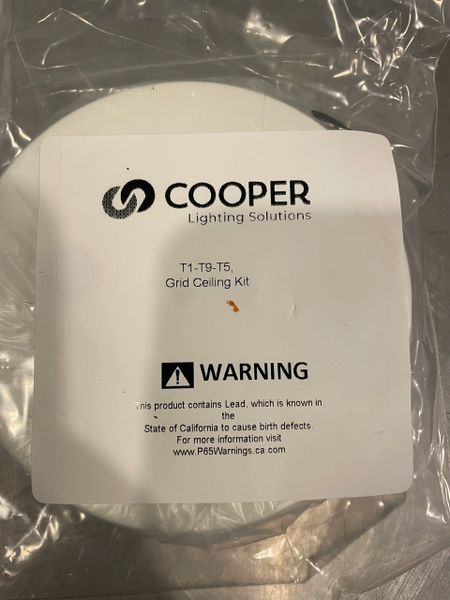 COOPER
Lighting Solutions
T1-T9-T5,
Grid Ceiling Kit
WARNING
This product contains Lead, which is known in
the
State of California to cause birth defects.
For more information visit
www.P65Warnings.ca.com